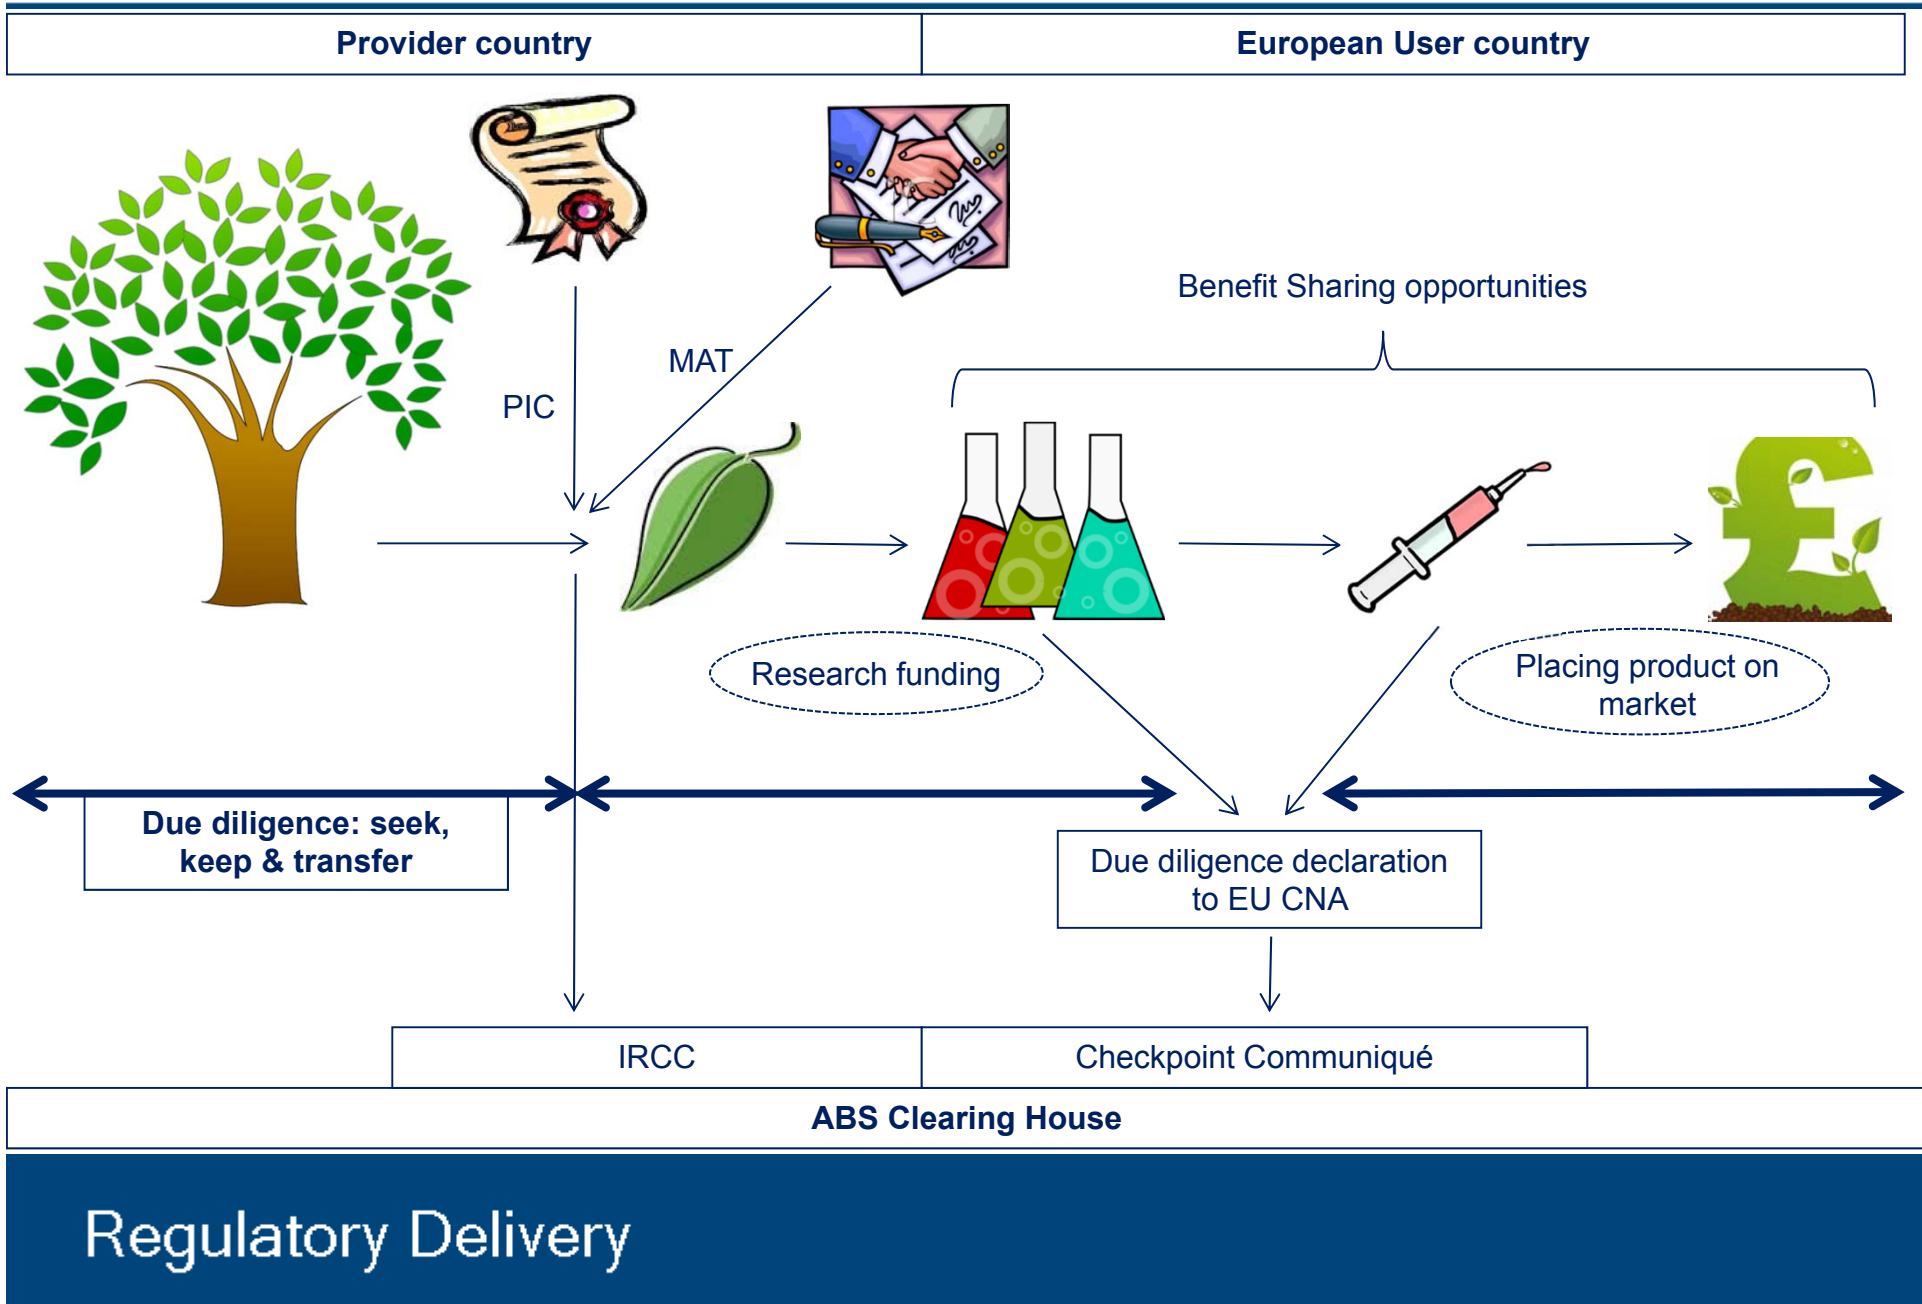 Provider country
European User country
Benefit Sharing opportunities
MAT
PIC
Research funding
Placing product on
market
Due diligence: seek,
keep & transfer
Due diligence declaration
to EU CNA
IRCC
Checkpoint Communiqué
ABS Clearing House
Regulatory Delivery